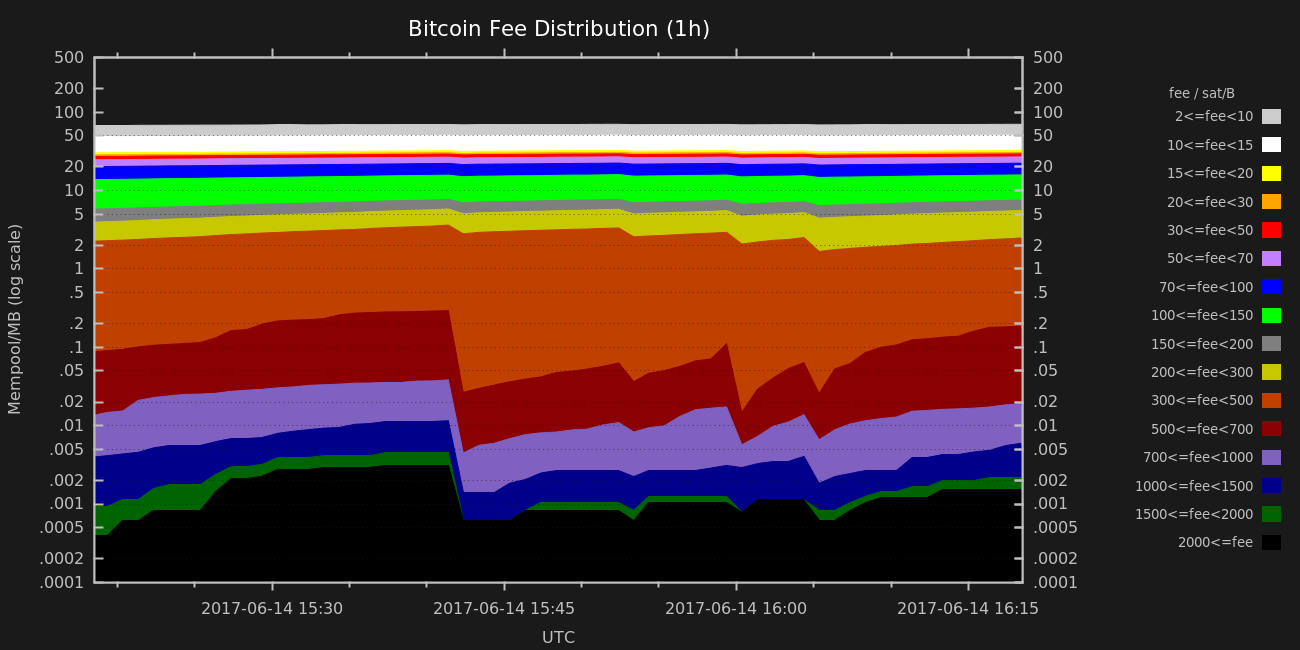 Bitcoin Fee Distribution (1h)
500
200
100
50
20
10
5
2
1
.5
.2
.1
.05
.02
.01
.005
.002
.001
.0005
.0002
.0001
Mempool/MB (log scale)
500
200
100
50
20
10
5
2
1
.5
.2
.1
.05
.02
.01
.005
.002
.001
.0005
.0002
.0001
2017-06-14 15:30
2017-06-14 15:45
2017-06-14 16:00
2017-06-14 16:15
UTC
fee / sat/B
2<=fee<10
10<=fee<15
15<=fee<20
20<=fee<30
30<=fee<50
50<=fee<70
70<=fee<100
100<=fee<150
150<=fee<200
200<=fee<300
300<=fee<500
500<=fee<700
700<=fee<1000
1000<=fee<1500
1500<=fee<2000
2000<=fee